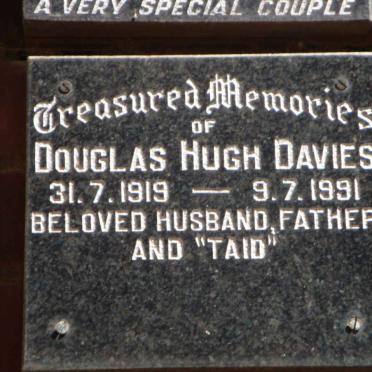 A VERY SPECIAL COUPLE
Treasured Memories
OF
DOUGLAS HUGH DAVIES
31.7.1919 — 9.7.1991
BELOVED HUSBAND, FATHER
AND "TAID"